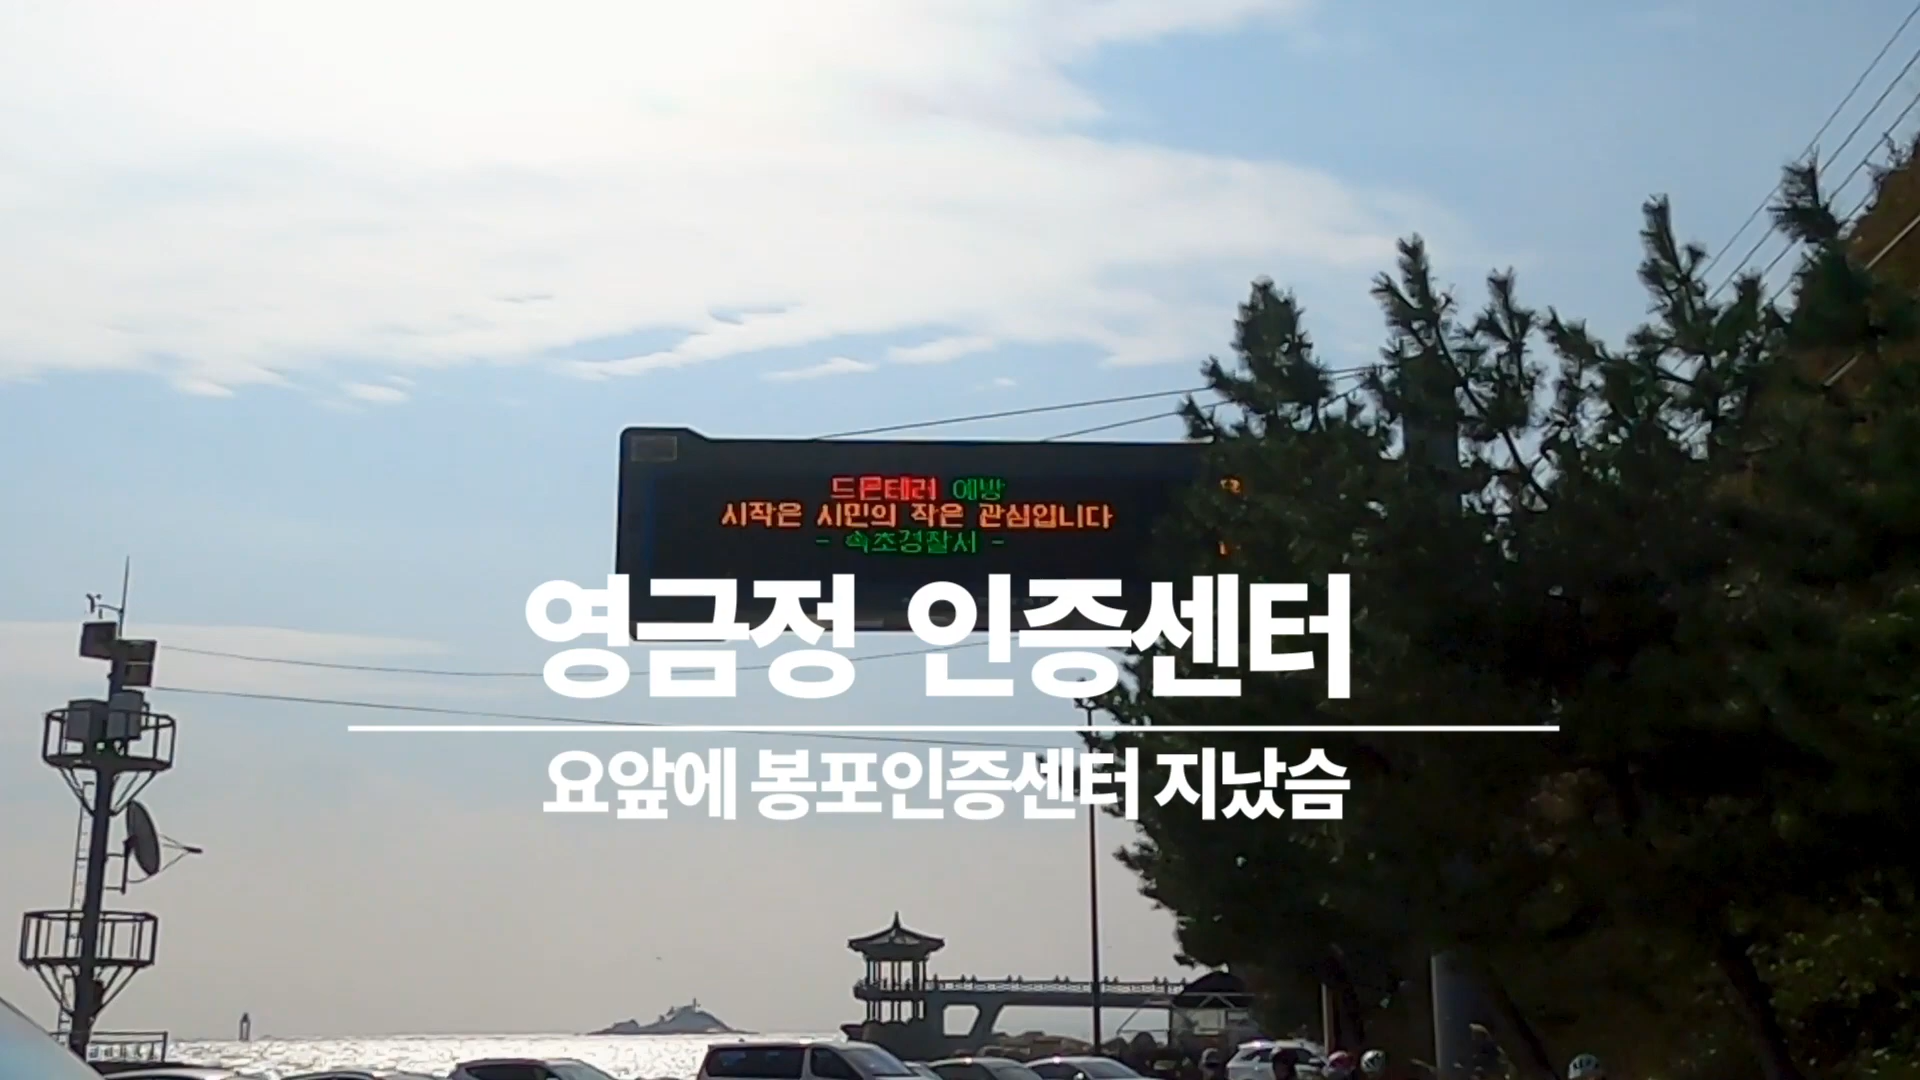 드론테러 예방
시작은 시민의 작은 관심입니다
- 속초경찰서 -
영금정 인증센터
요앞에 봉포인증센터 지났슴